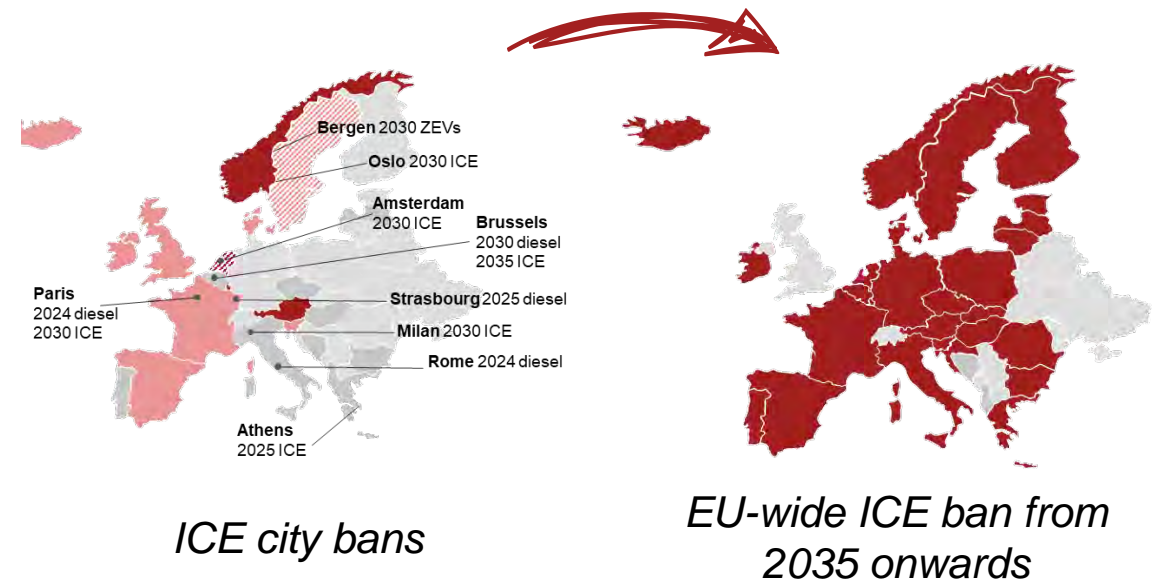 Bergen 2030 ZEVs
Oslo 2030 ICE
Amsterdam
2030 ICE
Brussels
2030 diesel
2035 ICE
Paris
2024 diesel
2030 ICE
Strasbourg 2025 diesel
Milan 2030 ICE
Rome 2024 diesel
Athens
2025 ICE
ICE city bans
EU-wide ICE ban from
2035 onwards